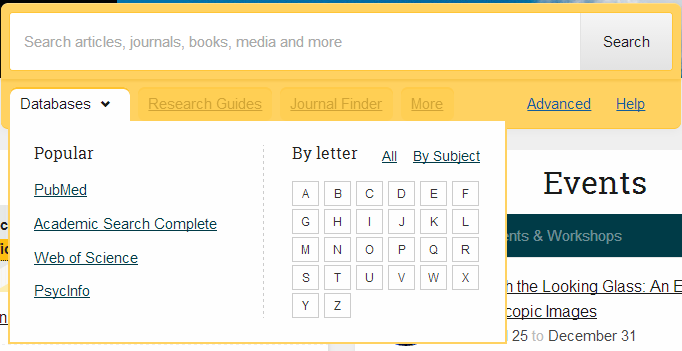 Search articles, journals, books, media and more
Search
Databases
Research Guides
Journal Finder
More
Advanced
Help
Popular
PubMed
Academic Search Complete
Web of Science
PsycInfo
By letter
All
By Subject
A B C D E F
G H I J K L
M N O P Q R
S T U V W X
Y Z
Events
& Workshops
the Looking Glass: An E
Images
25 to December 31